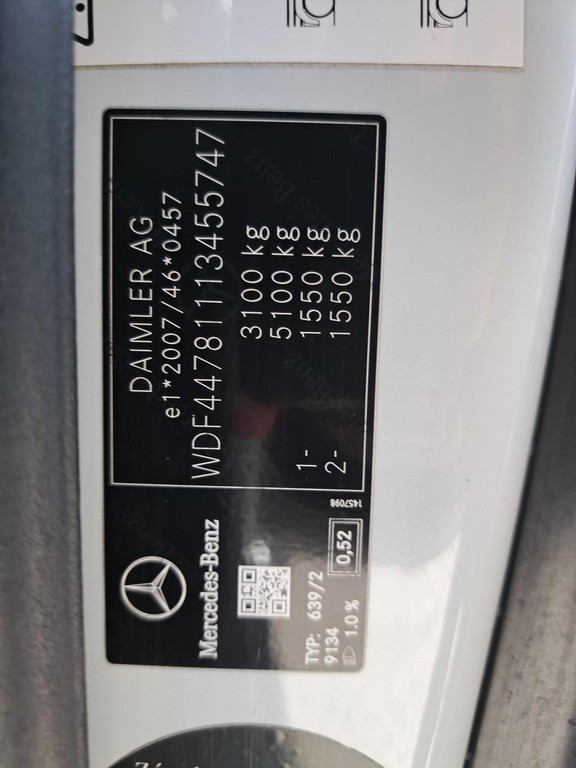 DAIMLER AG
e1*2007/46*0457
WDF44781113455747
3100 kg
5100 kg
1- 1550 kg
2- 1550 kg
1457098
Mercedes-Benz
TYP: 639/2
9134
0,52
1.0 %